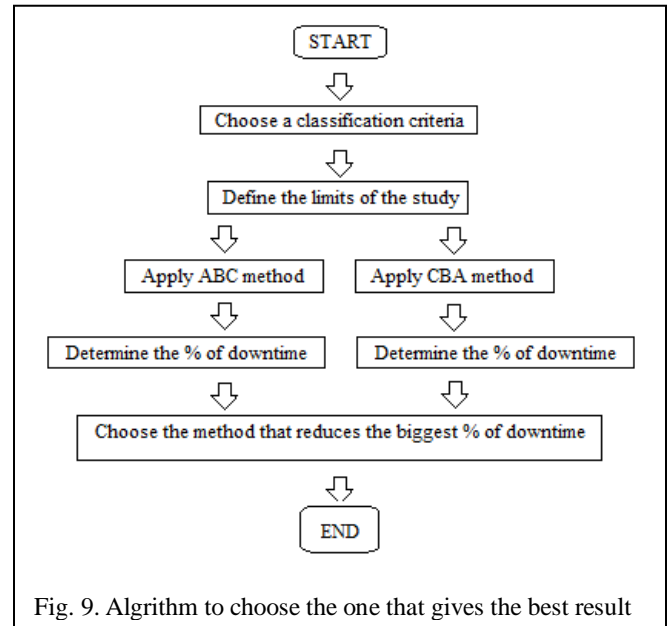 START
Choose a classification criteria
Define the limits of the study
Apply ABC method
Apply CBA method
Determine the % of downtime
Determine the % of downtime
Choose the method that reduces the biggest % of downtime
END
Fig. 9. Algrithm to choose the one that gives the best result